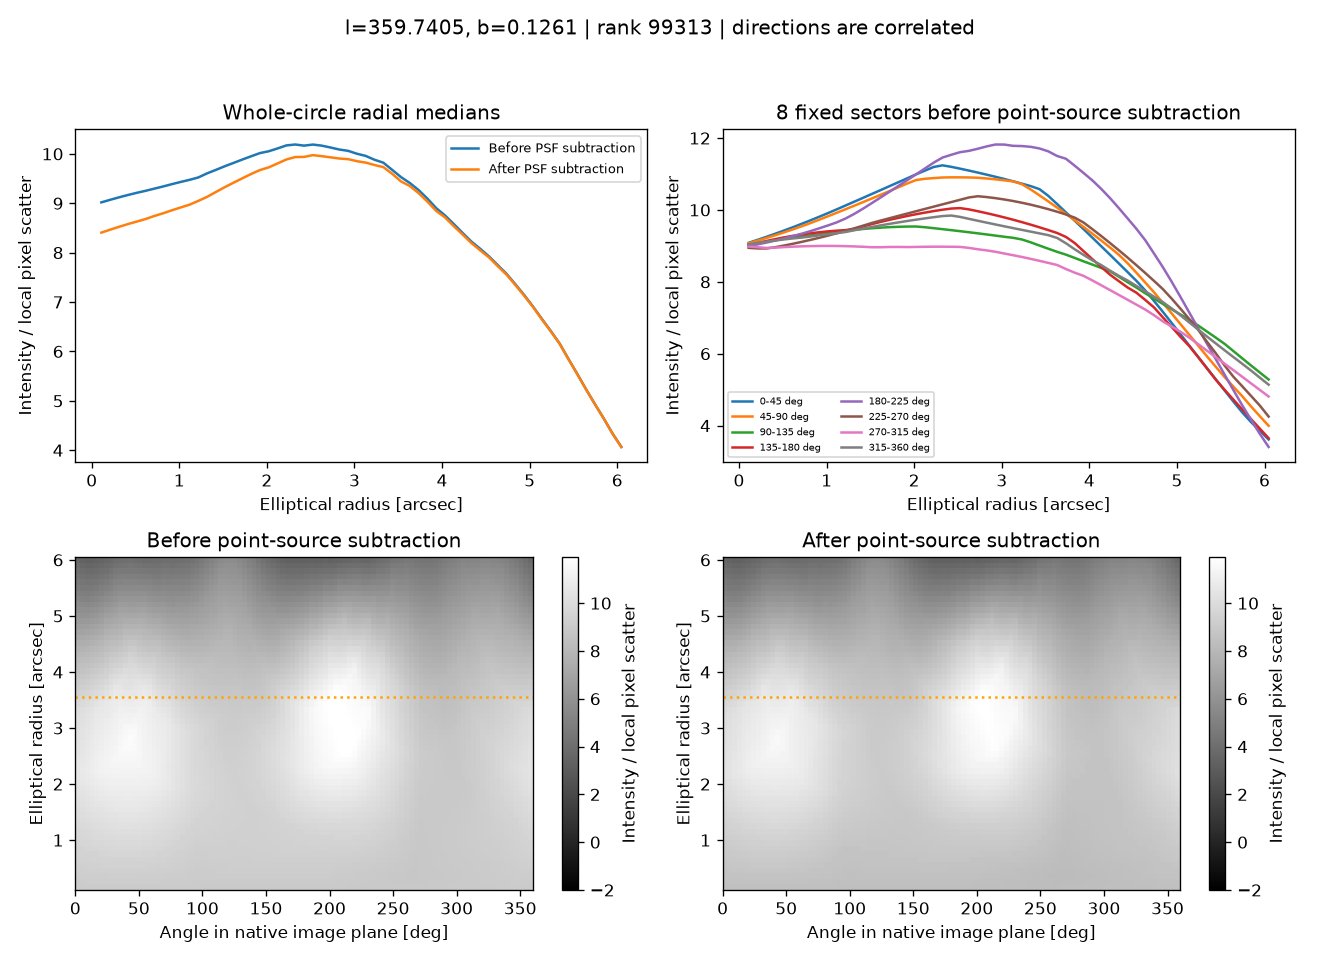 l=359.7405, b=0.1261 | rank 99313 | directions are correlated
Whole-circle radial medians
Intensity / local pixel scatter
10
9
8
7
6
5
4
Before PSF subtraction
After PSF subtraction
0 1 2 3 4 5 6
Elliptical radius [arcsec]
8 fixed sectors before point-source subtraction
Intensity / local pixel scatter
12
10
8
6
4
0-45 deg
45-90 deg
90-135 deg
135-180 deg
180-225 deg
225-270 deg
270-315 deg
315-360 deg
0 1 2 3 4 5 6
Elliptical radius [arcsec]
Before point-source subtraction
Elliptical radius [arcsec]
6
5
4
3
2
1
0 50 100 150 200 250 300 350
Angle in native image plane [deg]
10
8
6
4
2
0
−2
Intensity / local pixel scatter
After point-source subtraction
Elliptical radius [arcsec]
6
5
4
3
2
1
0 50 100 150 200 250 300 350
Angle in native image plane [deg]
10
8
6
4
2
0
−2
Intensity / local pixel scatter